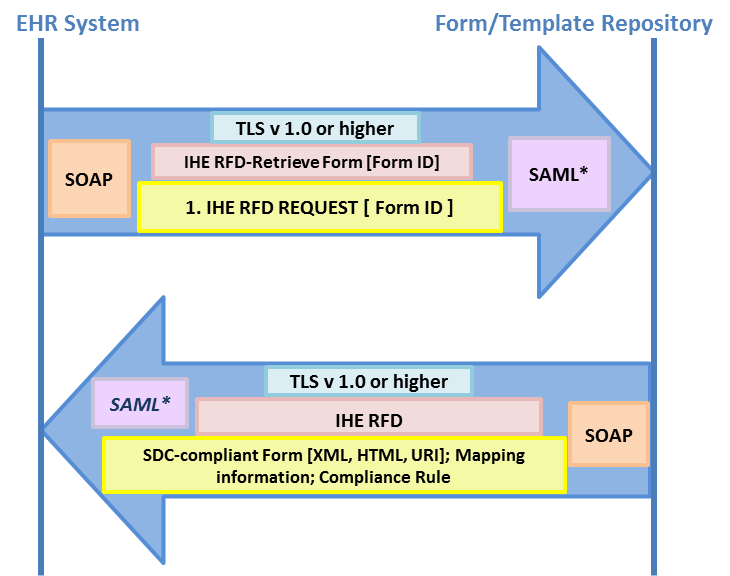 EHR System
Form/Template Repository
TLS v 1.0 or higher
IHE RFD-Retrieve Form [Form ID]
SOAP
SAML*
1. IHE RFD REQUEST [ Form ID ]
TLS v 1.0 or higher
SAML*
IHE RFD
SOAP
SDC-compliant Form [XML, HTML, URI]; Mapping
information; Compliance Rule